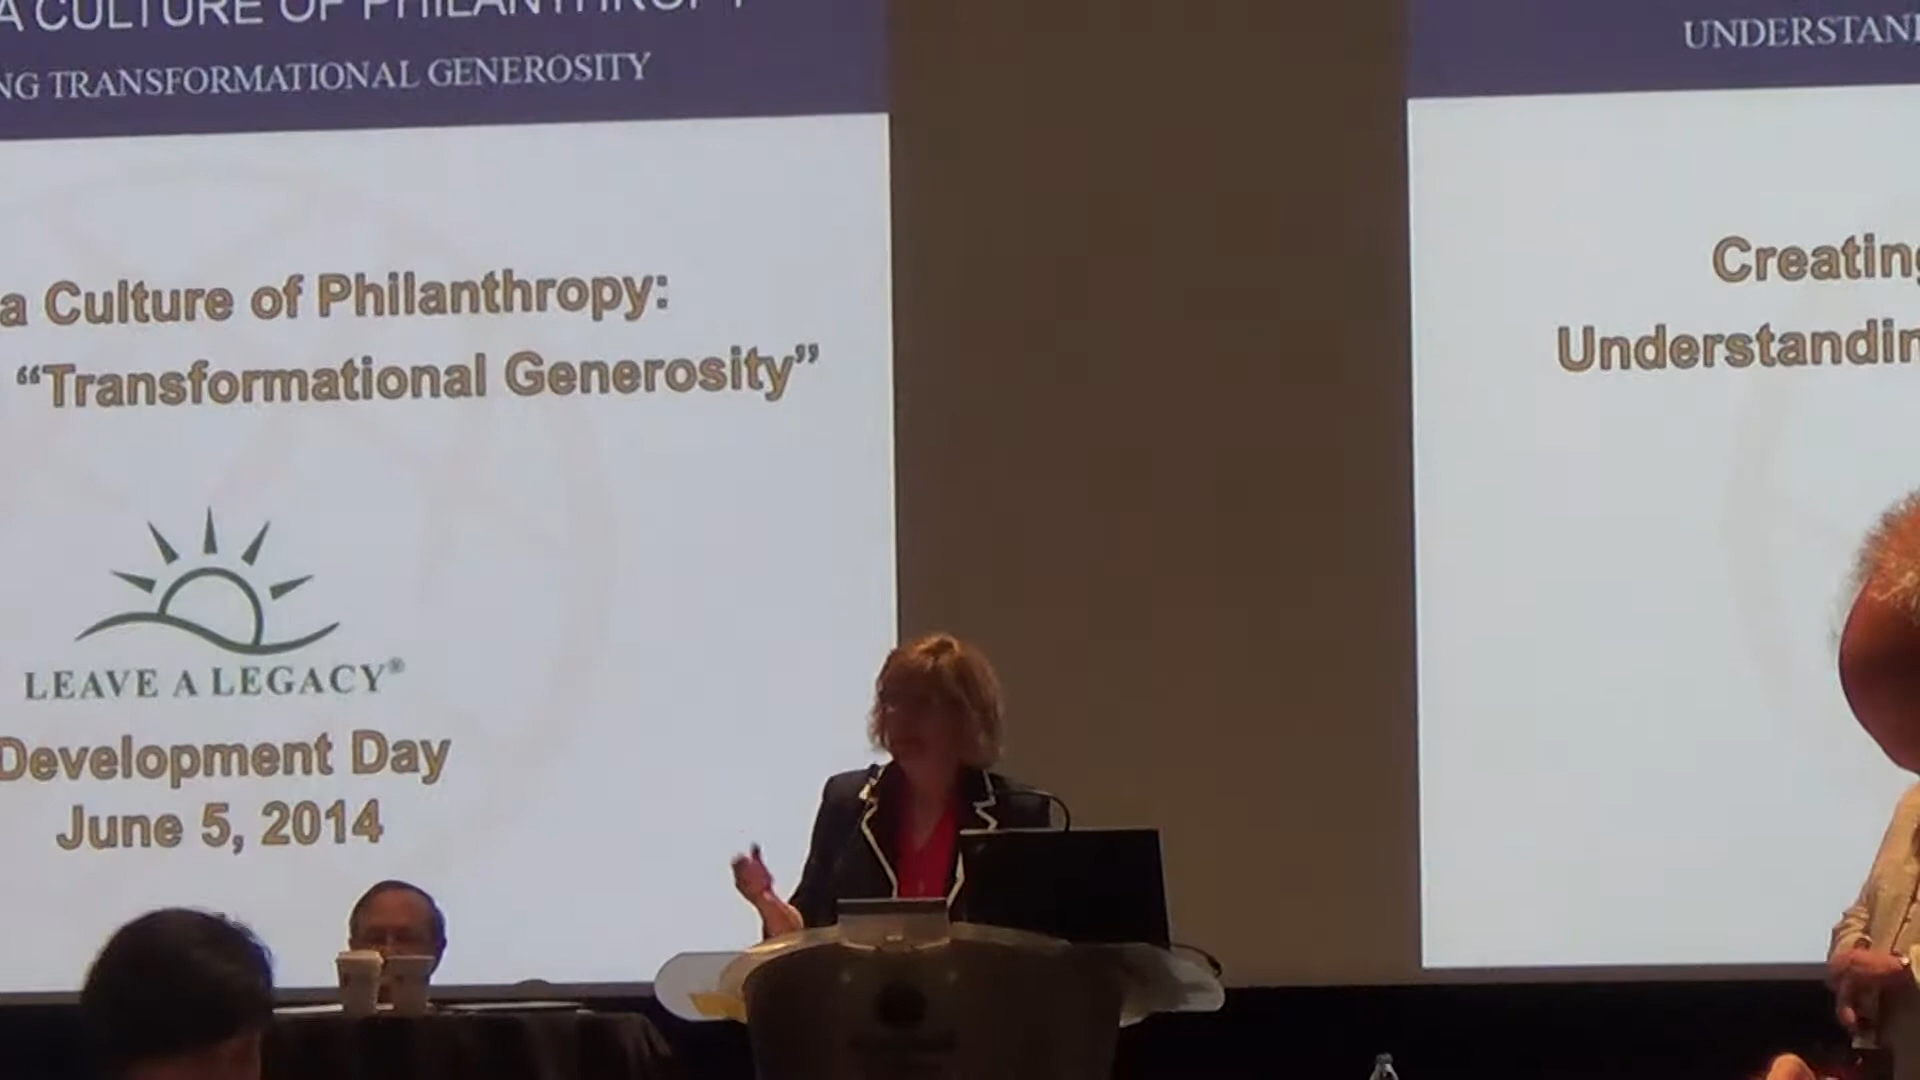 A CULTURE OF PHILANTHROPY
NG TRANSFORMATIONAL GENEROSITY
a Culture of Philanthropy:
“Transformational Generosity”
LEAVE A LEGACY®
Development Day
June 5, 2014
UNDERSTAN
Creating
Understandin